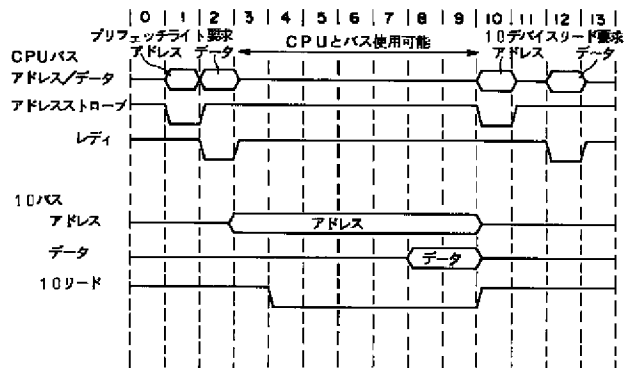 0 1 2 3 4 5 6 7 8 9 10 11 12 13
プリフェッチライト要求 CPUとバス使用可能 10デバイスリード要求
アドレス データ アドレス データ
CPUバス
アドレス/データ
アドレスストローブ
レディ
10バス
アドレス アドレス
データ データ
10リード